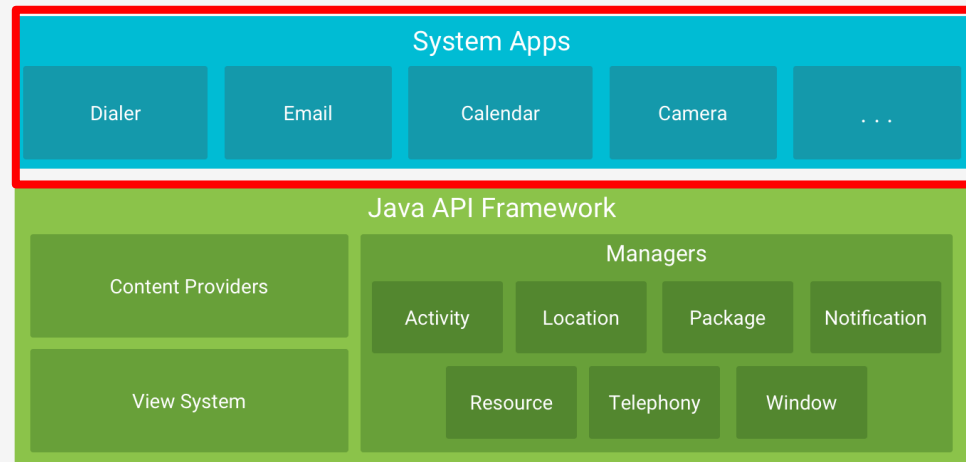 System Apps
Dialer Email Calendar Camera . . .
Java API Framework
Content Providers
View System
Managers
Activity Location Package Notification
Resource Telephony Window